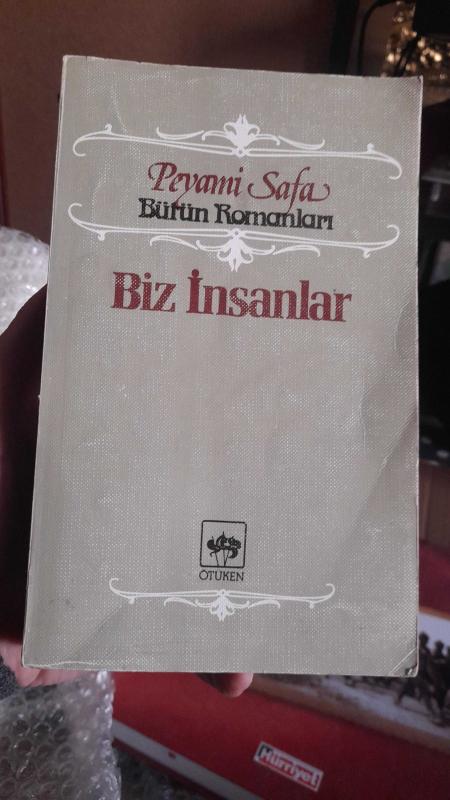 Peyami Safa
Bütün Romanları
Biz İnsanlar
ÖTÜKEN
Hürriyet